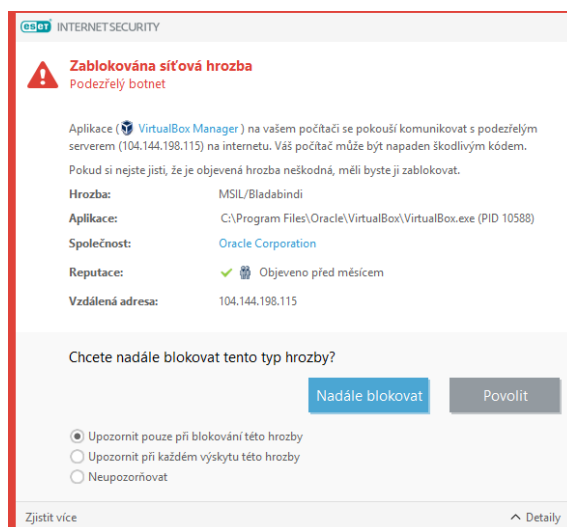 eset INTERNET SECURITY
Zablokována síťová hrozba
Podezřelý botnet
Aplikace ( VirtualBox Manager ) na vašem počítači se pokouší komunikovat s podezřelým
serverem (104.144.198.115) na internetu. Váš počítač může být napaden škodlivým kódem.
Pokud si nejste jisti, že je objevená hrozba neškodná, měli byste ji zablokovat.
Hrozba: MSIL/Bladabindi
Aplikace: C:\Program Files\Oracle\VirtualBox\VirtualBox.exe (PID 10588)
Společnost: Oracle Corporation
Reputace: Objeveno před měsícem
Vzdálená adresa: 104.144.198.115
Chcete nadále blokovat tento typ hrozby?
Nadále blokovat Povolit
Upozornit pouze při blokování této hrozby
Upozornit při každém výskytu této hrozby
Neupozorňovat
Zjistit více Detaily